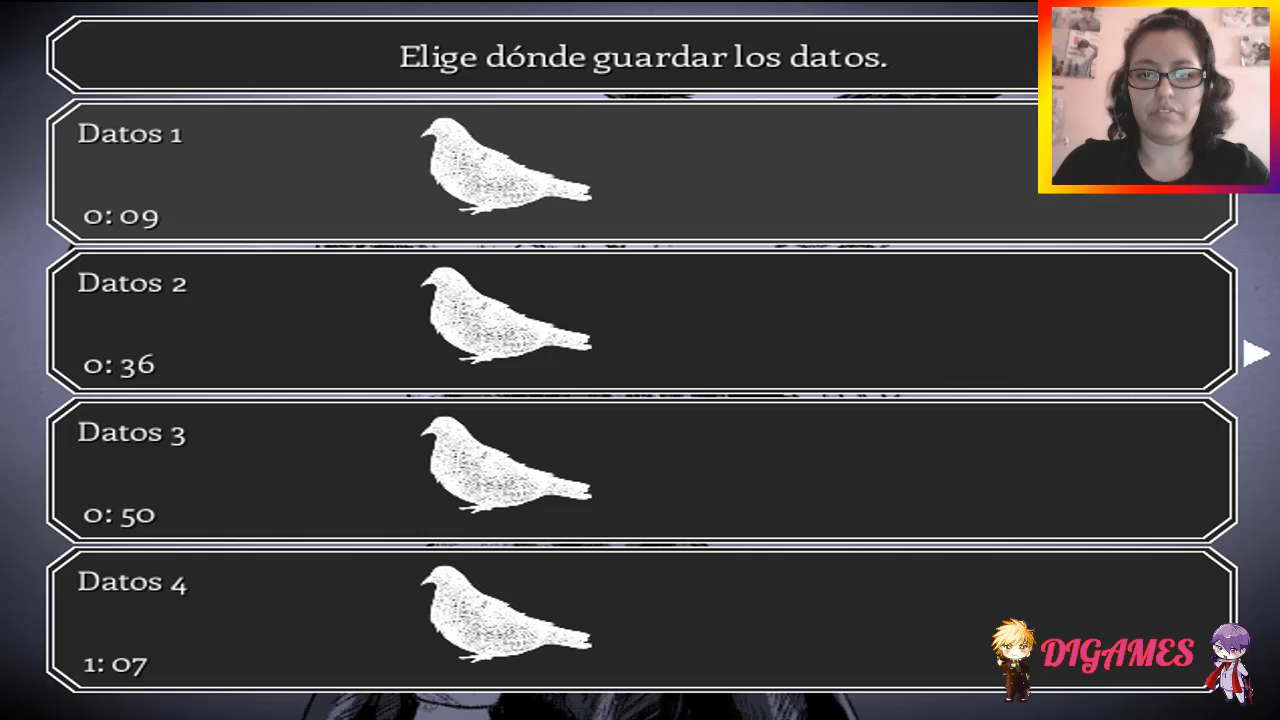 Elige dónde guardar los datos.
Datos 1
0: 09
Datos 2
0: 36
Datos 3
0: 50
Datos 4
1: 07
DIGAMES